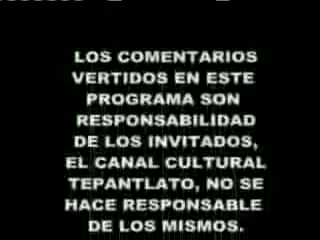 LOS COMENTARIOS
VERTIDOS EN ESTE
PROGRAMA SON
RESPONSABILIDAD
DE LOS INVITADOS,
EL CANAL CULTURAL
TEPANTLATO, NO SE
HACE RESPONSABLE
DE LOS MISMOS.